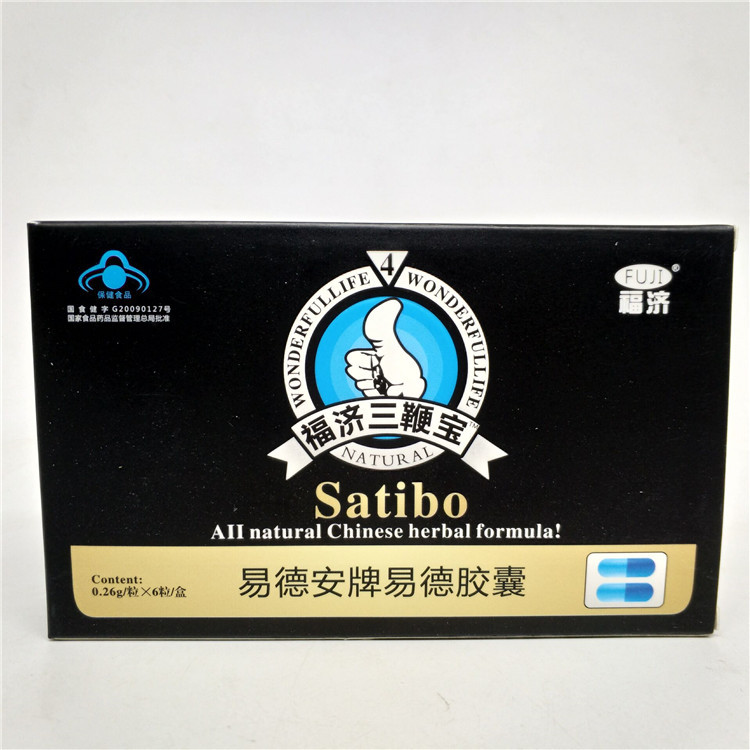 保健食品
国食健字G20090127号
国家食品药品监督管理总局批准
4
WONDERFULLIFE WONDERFULLIFE
FUJI®
福济
福济三鞭宝™
NATURAL
Satibo
AII natural Chinese herbal formula!
Content:
0.26g/粒×6粒/盒
易德安牌易德胶囊